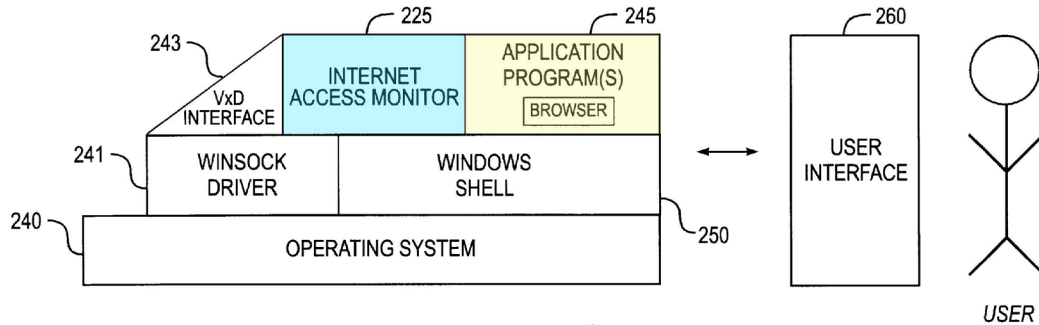 225
245
260
243
INTERNET
ACCESS MONITOR
APPLICATION
PROGRAM(S)
BROWSER
VxD
INTERFACE
241
WINSOCK
DRIVER
WINDOWS
SHELL
USER
INTERFACE
240
250
OPERATING SYSTEM
USER